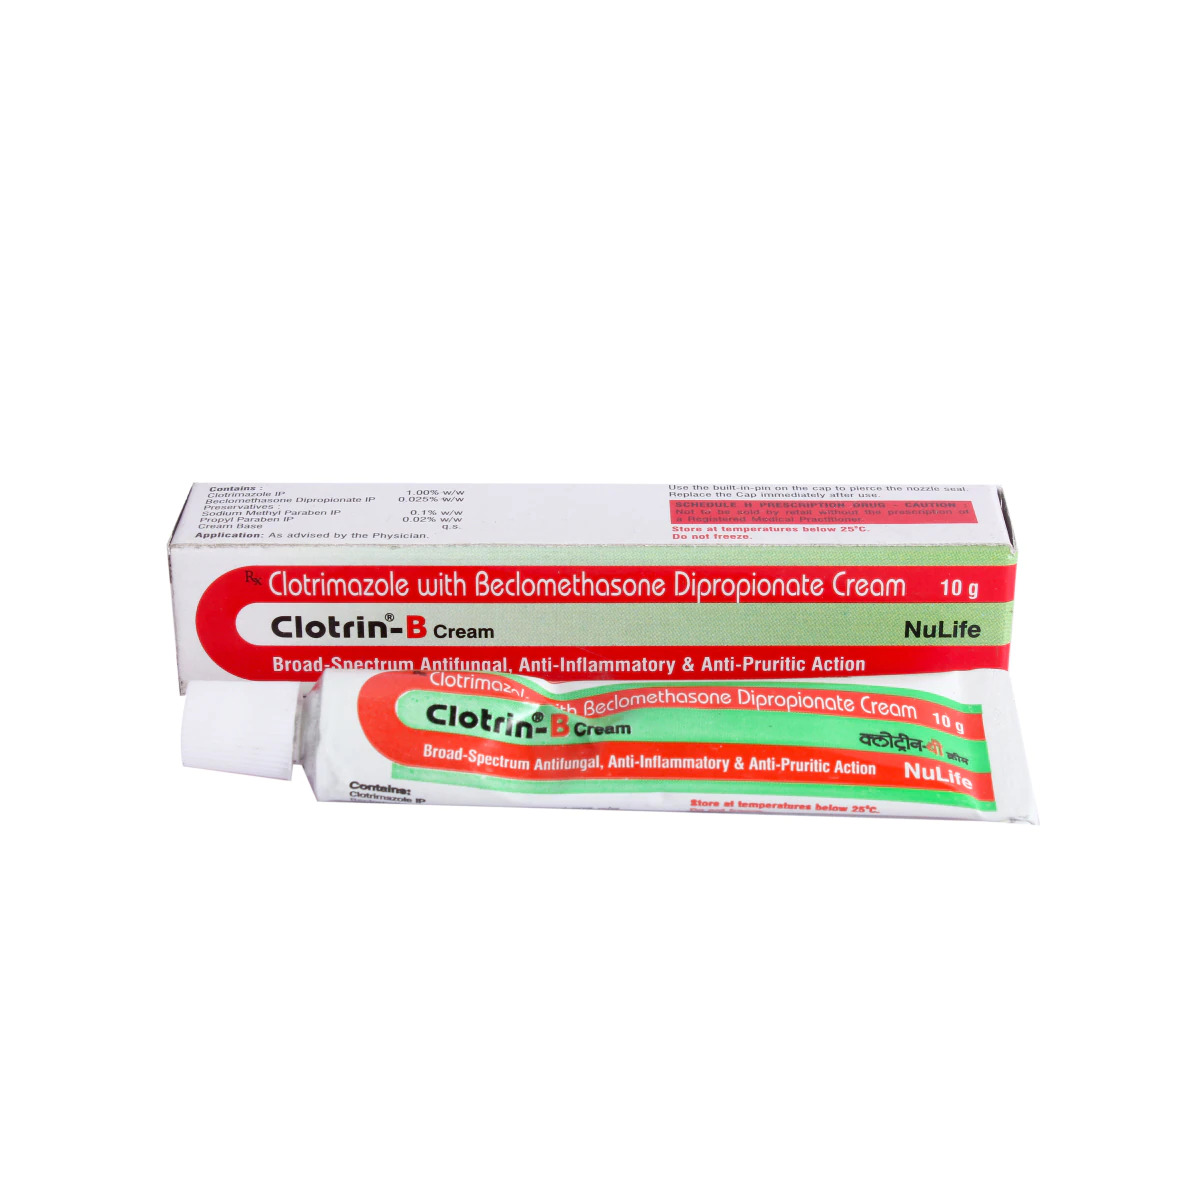 Contains :
Clotrimazole IP 1.00% w/w
Beclomethasone Dipropionate IP 0.025% w/w
Preservatives :
Sodium Methyl Paraben IP 0.1% w/w
Propyl Paraben IP 0.02% w/w
Cream Base q.s.
Application: As advised by the Physician.
Use the built-in-pin on the cap to pierce the nozzle seal.
Replace the Cap immediately after use.
SCHEDULE H PRESCRIPTION DRUG - CAUTION :
Not to be sold by retail without the prescription of
a Registered Medical Practitioner.
Store at temperatures below 25°C.
Do not freeze.
Rx Clotrimazole with Beclomethasone Dipropionate Cream 10 g
Clotrin®-B Cream NuLife
Broad-Spectrum Antifungal, Anti-Inflammatory & Anti-Pruritic Action
Beclomethasone Dipropionate Cream 10 g
Clotrin®-B Cream
क्लोट्रीन-बी क्रीम
Broad-Spectrum Antifungal, Anti-Inflammatory & Anti-Pruritic Action NuLife
Contains:
Clotrimazole IP
Store at temperatures below 25°C.